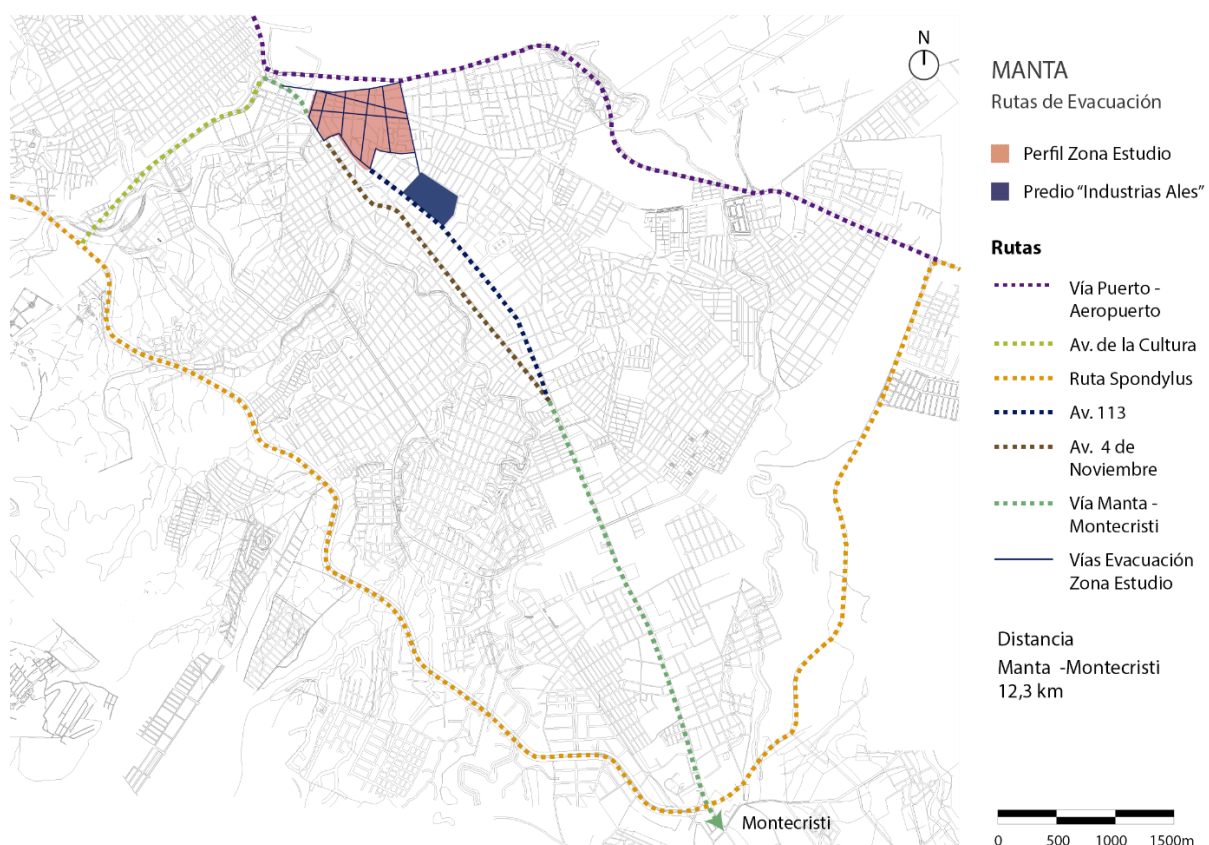 N
MANTA
Rutas de Evacuación
Perfil Zona Estudio
Predio “Industrias Ales”
Rutas
Vía Puerto -
Aeropuerto
Av. de la Cultura
Ruta Spondylus
Av. 113
Av. 4 de
Noviembre
Vía Manta -
Montecristi
Vías Evacuación
Zona Estudio
Distancia
Manta -Montecristi
12,3 km
Montecristi
0 500 1000 1500m